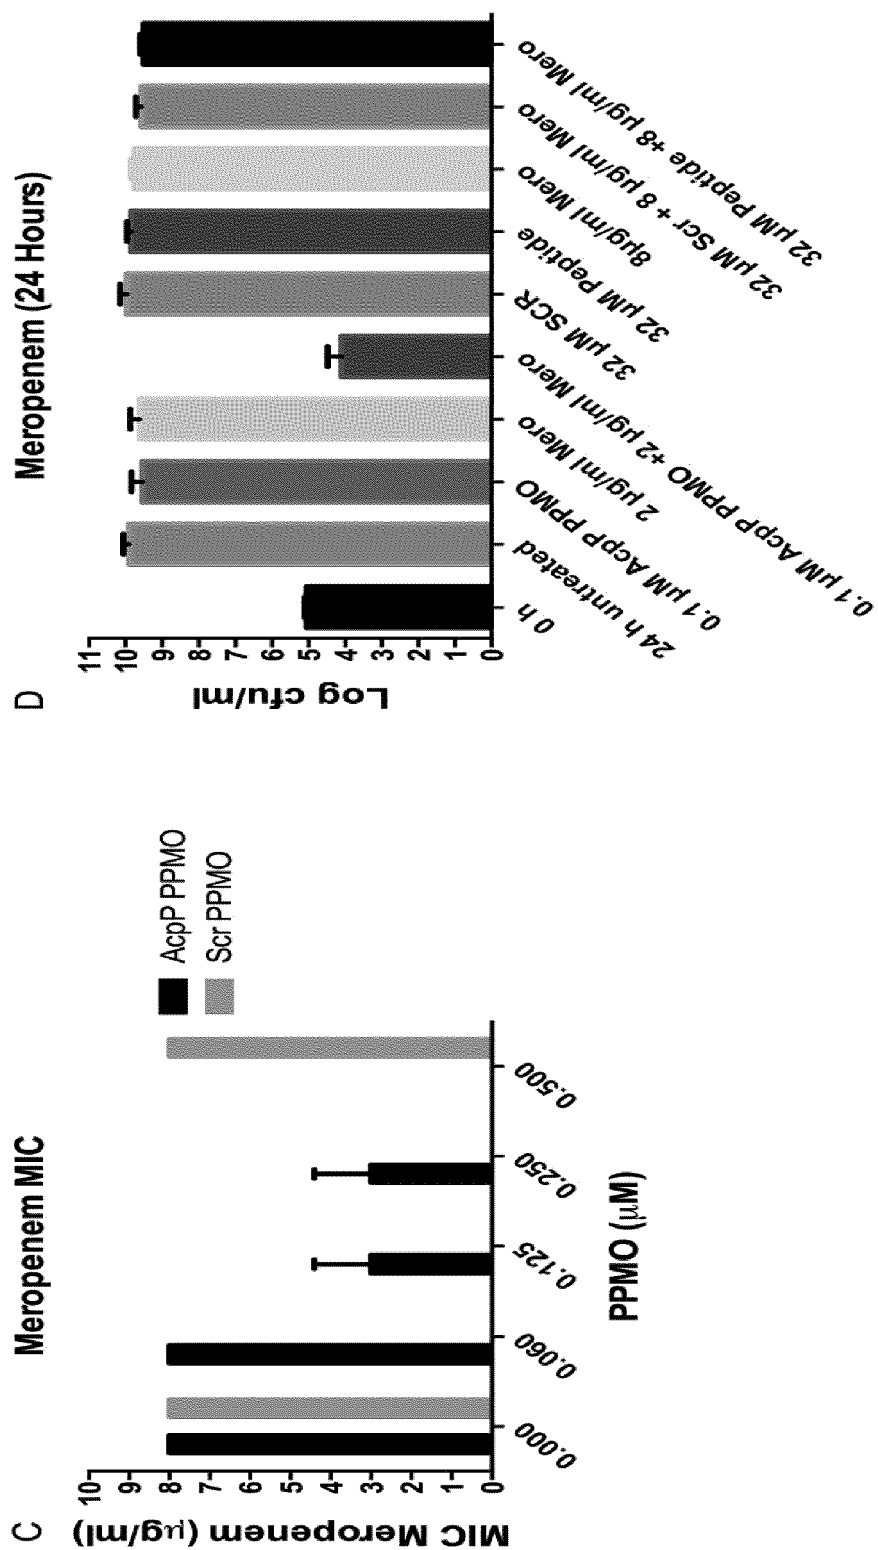 C
Meropenem MIC
MIC Meropenem (µg/ml)
10
9
8
7
6
5
4
3
2
1
0
0.000
0.060
0.125
0.250
0.500
PPMO (µM)
AcpP PPMO
Scr PPMO
D
Meropenem (24 Hours)
Log cfu/ml
11
10
9
8
7
6
5
4
3
2
1
0
0 h
24 h untreated
0.1 µM AcpP PPMO
2 µg/ml Mero
0.1 µM AcpP PPMO +2 µg/ml Mero
32 µM SCR
32 µM Peptide
8µg/ml Mero
32 µM Scr + 8 µg/ml Mero
32 µM Peptide +8 µg/ml Mero